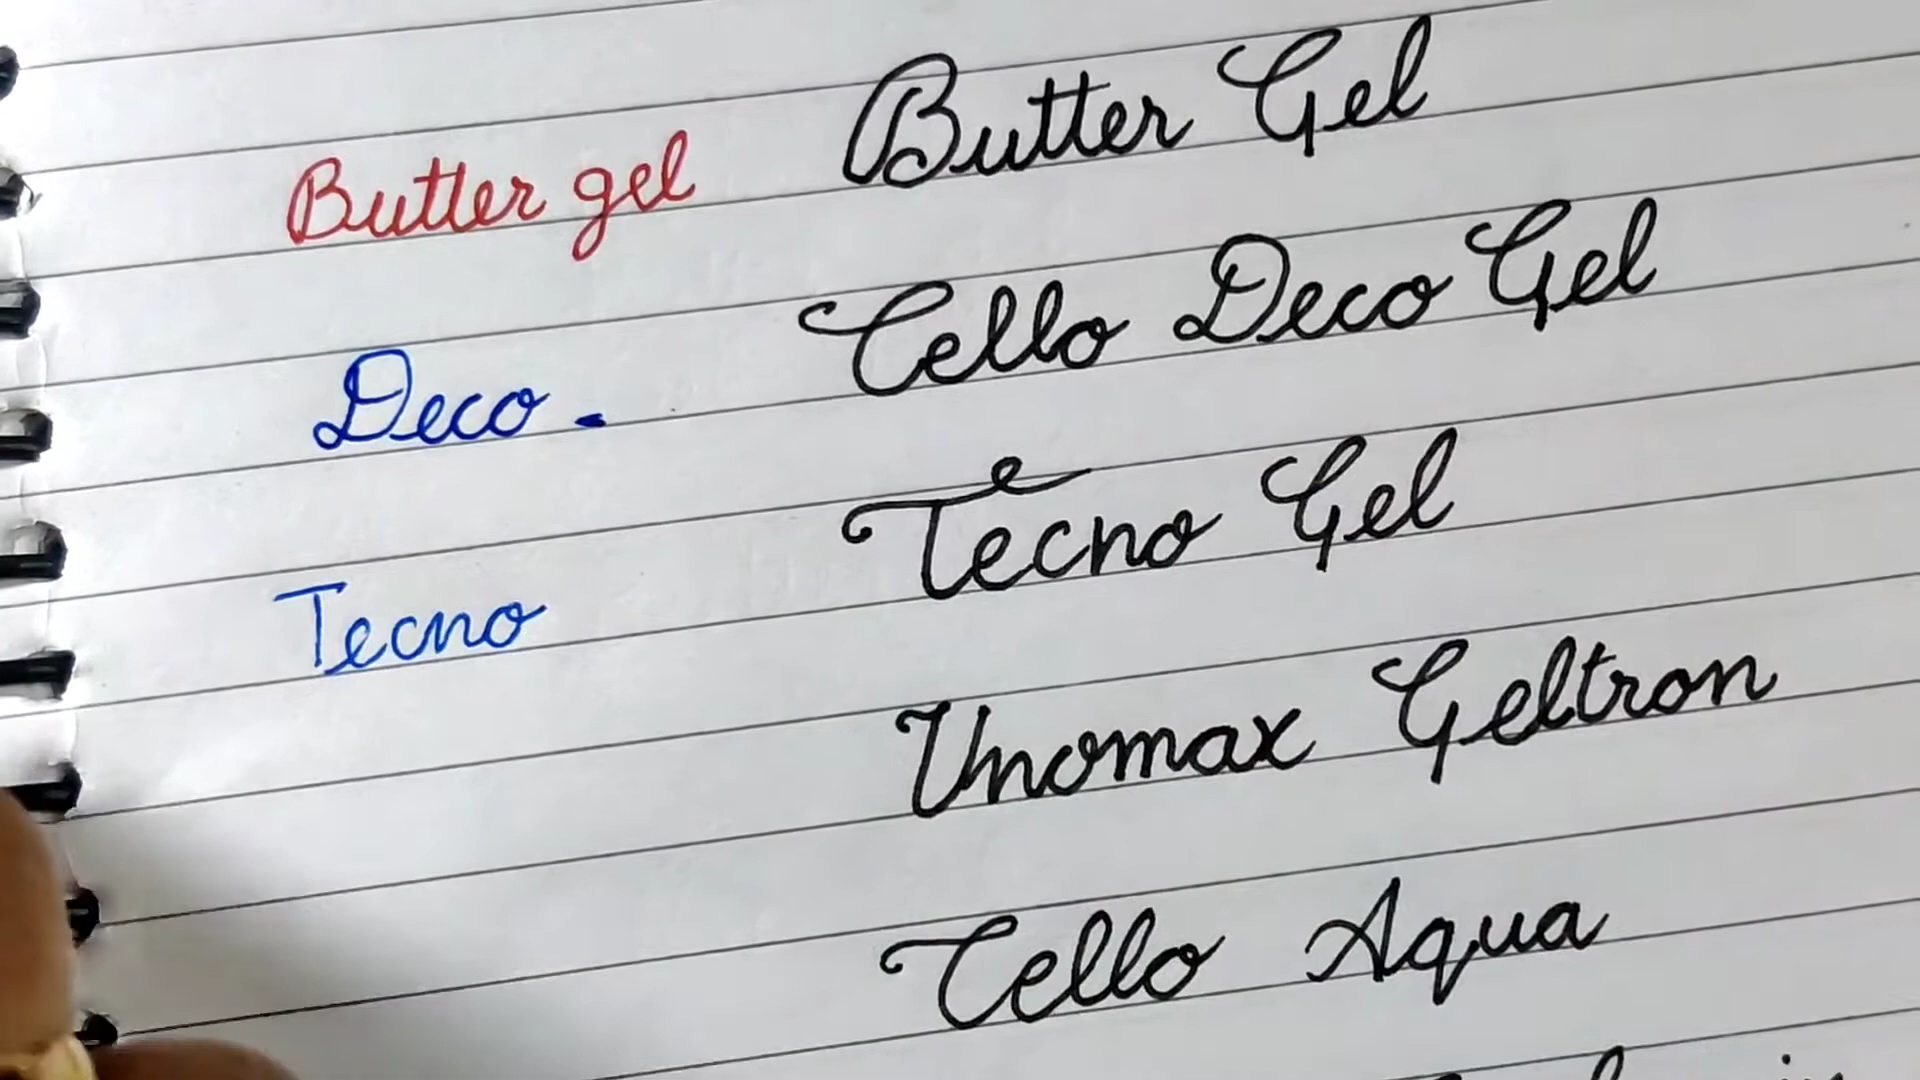 Butter Gel
Butter gel
Cello Deco Gel
Deco.
Tecno Gel
Tecno
Unomax Geltron
Cello Aqua